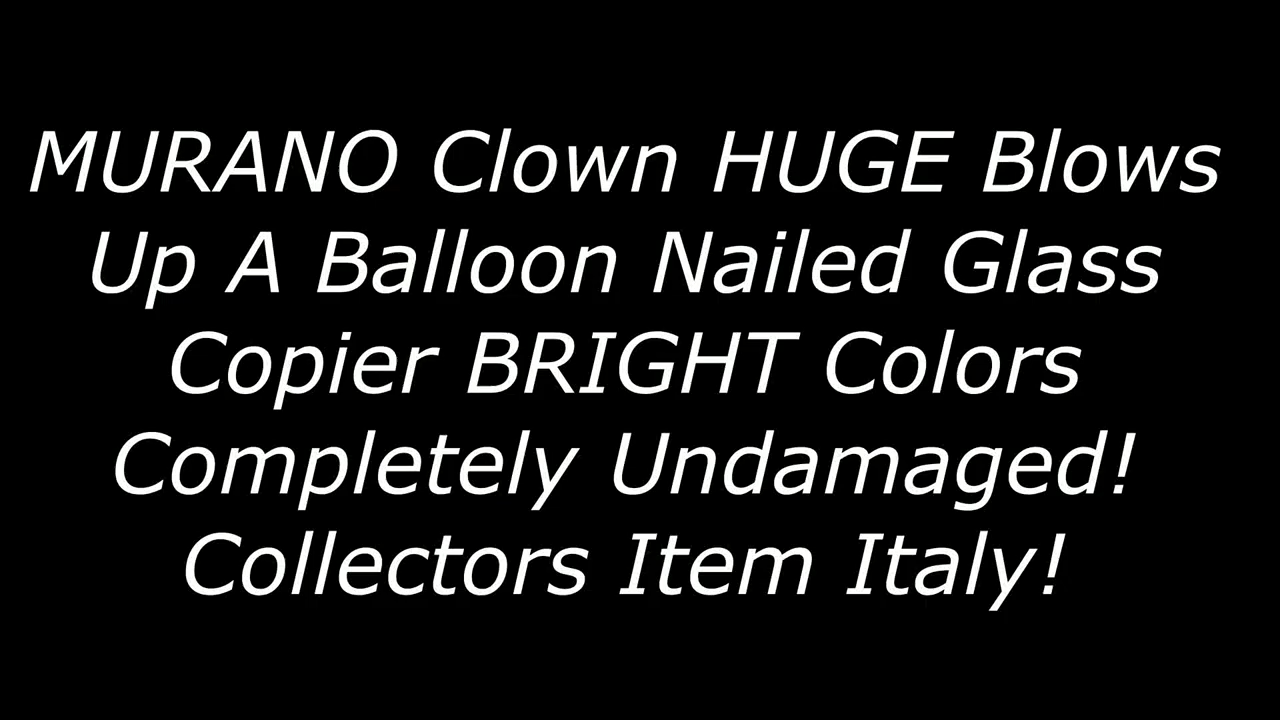 MURANO Clown HUGE Blows
Up A Balloon Nailed Glass
Copier BRIGHT Colors
Completely Undamaged!
Collectors Item Italy!